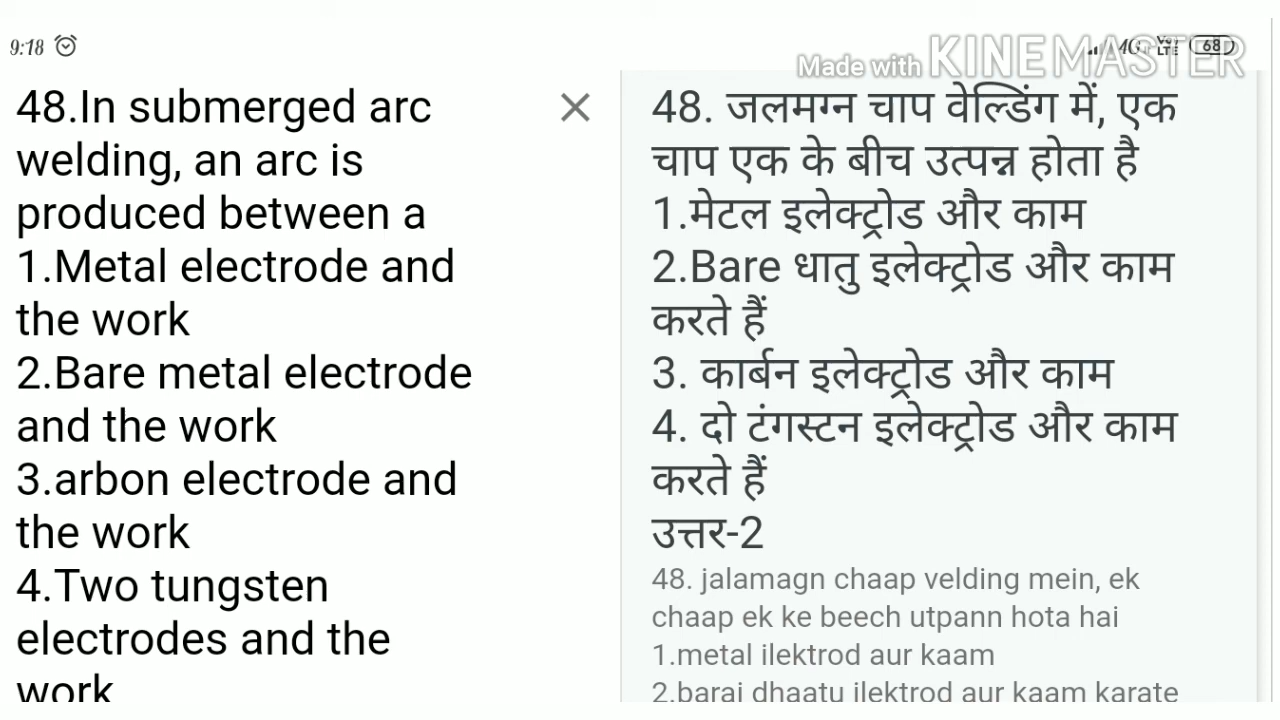 9:18
Made with KINEMASTER
4G Vo) LTE 68
48.In submerged arc
welding, an arc is
produced between a
1.Metal electrode and
the work
2.Bare metal electrode
and the work
3.arbon electrode and
the work
4.Two tungsten
electrodes and the
work
48. जलमग्न चाप वेल्डिंग में, एक
चाप एक के बीच उत्पन्न होता है
1.मेटल इलेक्ट्रोड और काम
2.Bare धातु इलेक्ट्रोड और काम
करते हैं
3. कार्बन इलेक्ट्रोड और काम
4. दो टंगस्टन इलेक्ट्रोड और काम
करते हैं
उत्तर-2
48. jalamagn chaap velding mein, ek
chaap ek ke beech utpann hota hai
1.metal ilektrod aur kaam
2.barai dhaatu ilektrod aur kaam karate